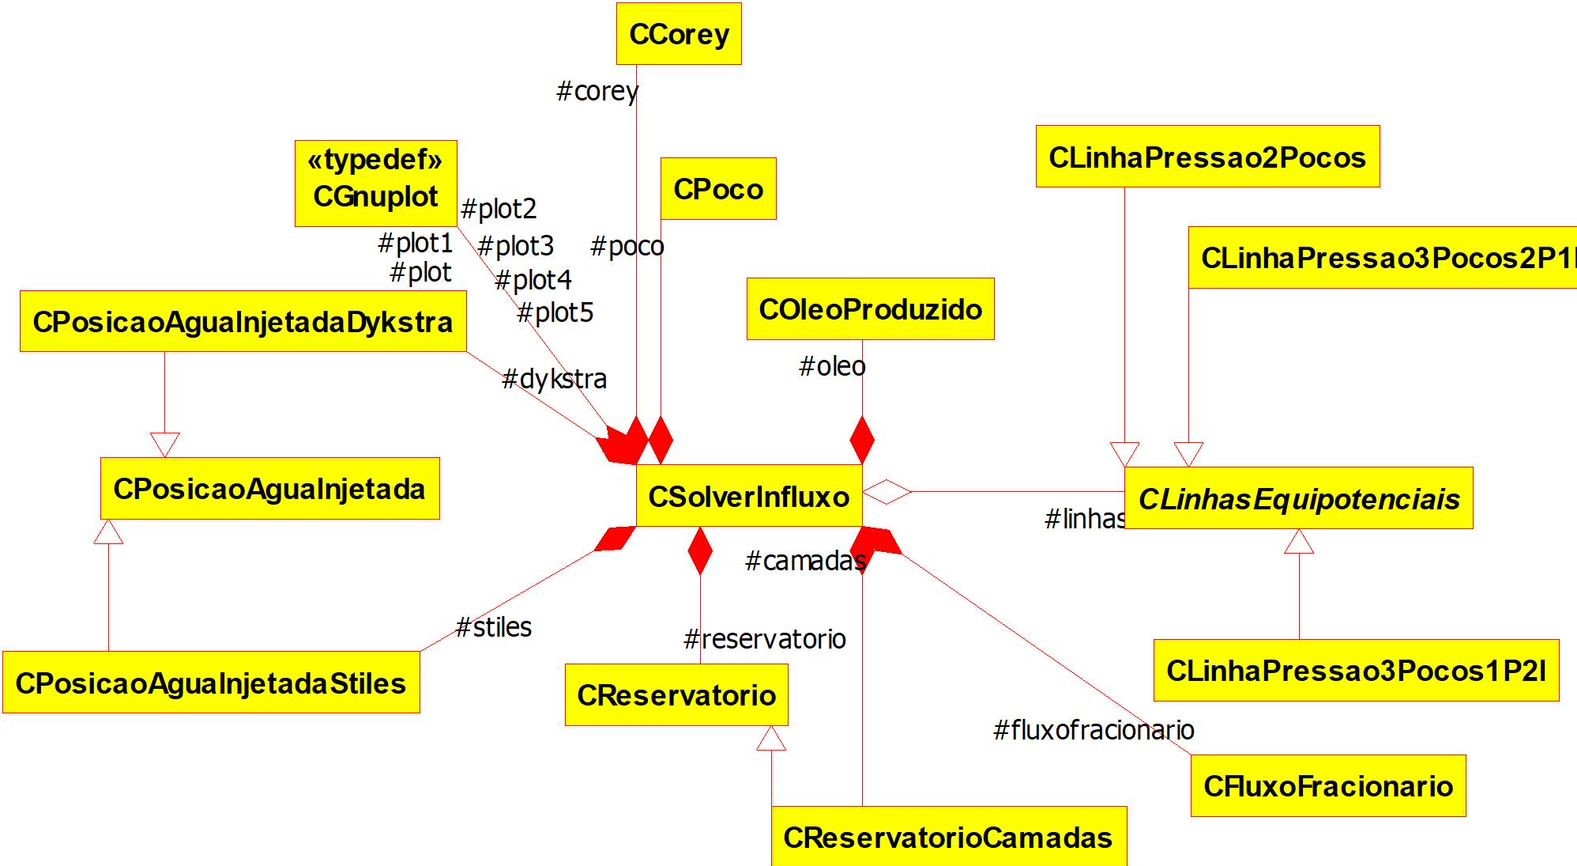 CCorey
#corey
«typedef»
CGnuplot
CPoco
CLinhaPressao2Pocos
#plot2
#plot1
#plot3
#poco
#plot
#plot4
#plot5
CLinhaPressao3Pocos2P1
COleoProduzido
CPosicaoAguaInjetadaDykstra
#oleo
#dykstra
CPosicaoAguaInjetada
CSolverInfluxo
CLinhasEquipotenciais
#linhas
#camadas
#stiles
#reservatorio
CLinhaPressao3Pocos1P2I
CPosicaoAguaInjetadaStiles
CReservatorio
#fluxofracionario
CFluxoFracionario
CReservatorioCamadas